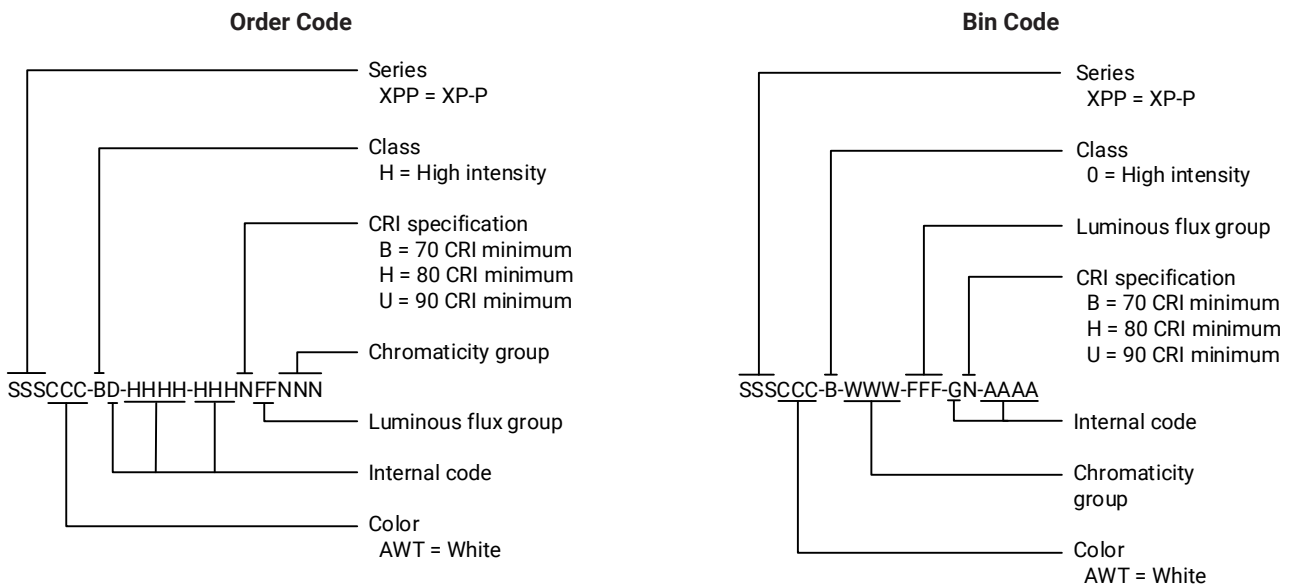 Order Code
Series
XPP = XP-P
Class
H = High intensity
CRI specification
B = 70 CRI minimum
H = 80 CRI minimum
U = 90 CRI minimum
Chromaticity group
SSSCCC-BD-HHHH-HHHNFFNNN
Luminous flux group
Internal code
Color
AWT = White
Bin Code
Series
XPP = XP-P
Class
0 = High intensity
Luminous flux group
CRI specification
B = 70 CRI minimum
H = 80 CRI minimum
U = 90 CRI minimum
SSSCCC-B-WWW-FFF-GN-AAAA
Internal code
Chromaticity
group
Color
AWT = White